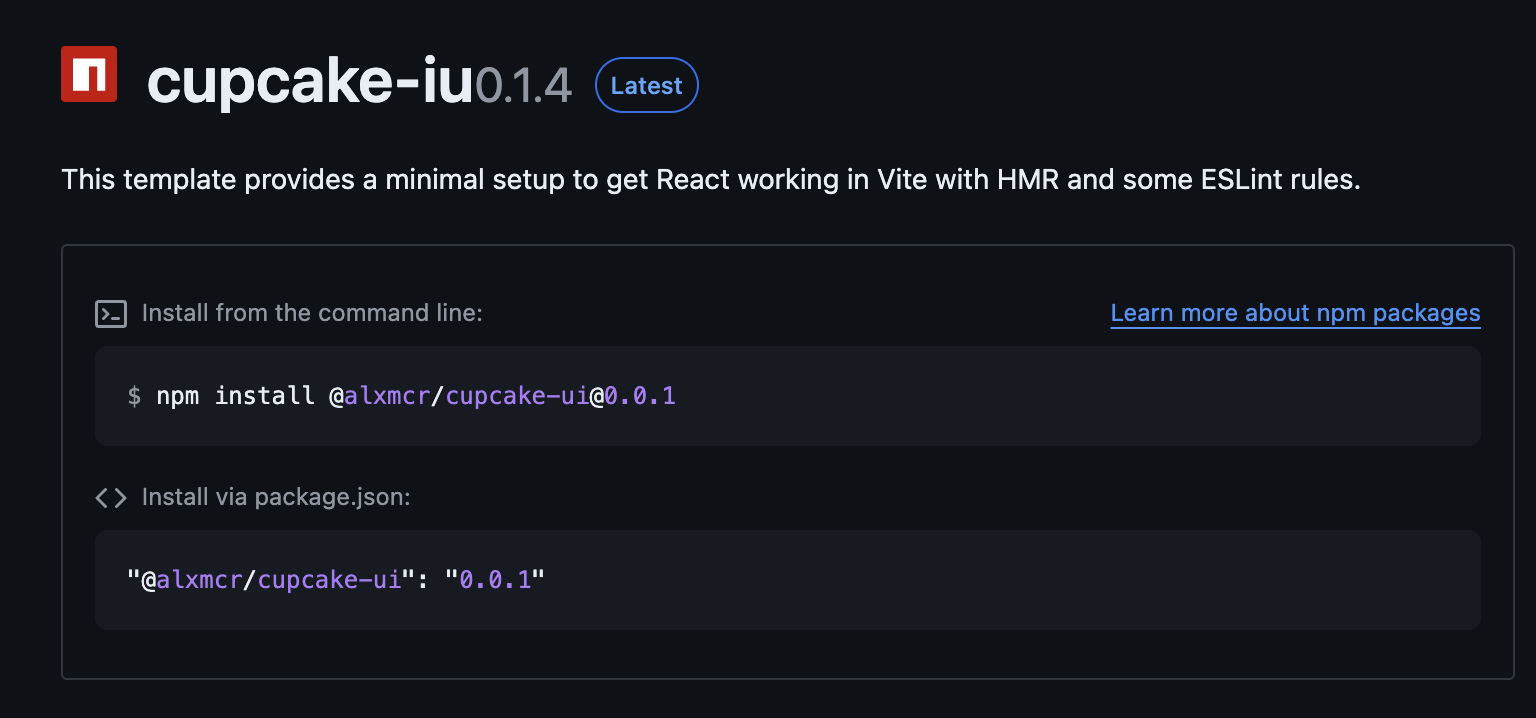 cupcake-iu0.1.4 Latest
This template provides a minimal setup to get React working in Vite with HMR and some ESLint rules.
Install from the command line: Learn more about npm packages
$ npm install @alxmcr/cupcake-ui@0.0.1
Install via package.json:
"@alxmcr/cupcake-ui": "0.0.1"